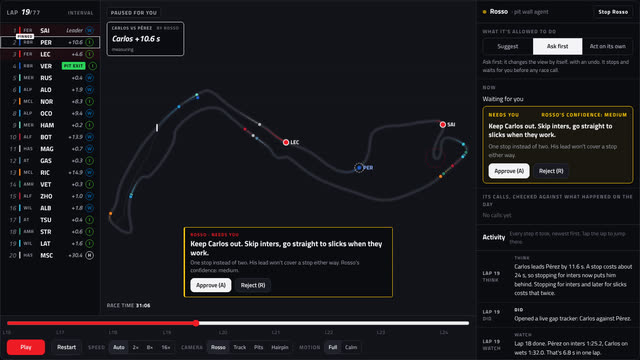 LAP 19/77 INTERVAL
1 FER SAI Leader W
PINNED
2 RBR PER +10.6 I
3 FER LEC +4.6 I
4 RBR VER PIT EXIT I
5 MER RUS +0.4 W
6 ALP ALO +1.9 W
7 MCL NOR +8.3 I
8 ALP OCO +9.4 W
9 MER HAM +0.2 I
10 ALF BOT +13.9 W
11 HAS MAG +0.7 W
12 AT GAS +0.3 I
13 MCL RIC +14.9 W
14 AMR VET +0.3 I
15 ALF ZHO +1.0 W
16 WIL ALB +1.8 W
17 AT TSU +0.4 I
18 AMR STR +0.6 I
19 WIL LAT +1.6 I
20 HAS MSC +30.4 H
PAUSED FOR YOU
CARLOS VS PÉREZ BY ROSSO
Carlos +10.6 s
measuring
SAI
LEC
PER
ROSSO · NEEDS YOU
Keep Carlos out. Skip inters, go straight to slicks when they work.
One stop instead of two. His lead won't cover a stop either way. Rosso's confidence: medium.
Approve (A) Reject (R)
RACE TIME 31:06
L16 L17 L18 L19 L20 L21 L22 L23 L24
Play Restart SPEED Auto 2× 8× 16× CAMERA Rosso Track Pits Hairpin MOTION Full Calm
Rosso · pit wall agent Stop Rosso
WHAT IT'S ALLOWED TO DO
Suggest Ask first Act on its own
Ask first: it changes the view by itself, with an undo. It stops and waits for you before any race call.
NOW
Waiting for you
NEEDS YOU ROSSO'S CONFIDENCE: MEDIUM
Keep Carlos out. Skip inters, go straight to slicks when they work.
One stop instead of two. His lead won't cover a stop either way.
Approve (A) Reject (R)
ITS CALLS, CHECKED AGAINST WHAT HAPPENED ON THE DAY
No calls yet
Activity Every step it took, newest first. Tap the lap to jump there.
LAP 19 THINK
THINK
Carlos leads Pérez by 11.6 s. A stop costs about 24, so stopping for inters now puts him behind. Stopping for inters and later for slicks costs that twice.
LAP 19 DID
DID
Opened a live gap tracker: Carlos against Pérez.
LAP 19 WATCH
WATCH
Lap 18 done. Pérez on inters 1:25.2, Carlos on wets 1:32.0. That's 6.8 s in one lap.